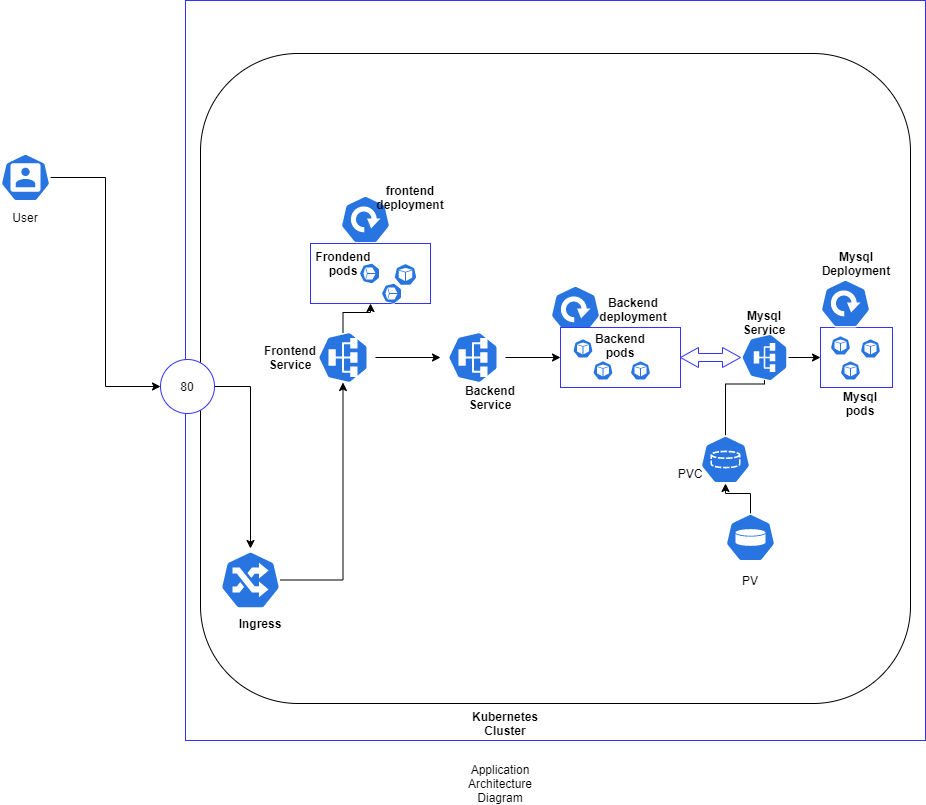 User
80
Ingress
frontend
deployment
Frondend
pods
Frontend
Service
Backend
Service
Backend
deployment
Backend
pods
Mysql
Service
Mysql
Deployment
Mysql
pods
PVC
PV
Kubernetes
Cluster
Application
Architecture
Diagram